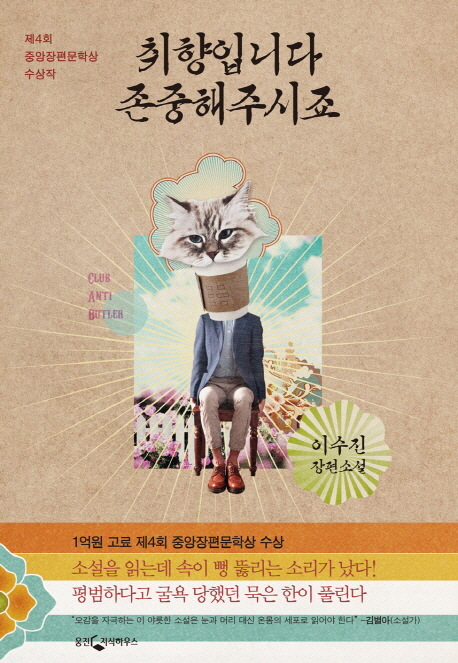 제4회
중앙장편문학상
수상작
취향입니다
존중해주시죠
CLUB
ANTI
BUTLER
이수진
장편소설
1억원 고료 제4회 중앙장편문학상 수상
소설을 읽는데 속이 뻥 뚫리는 소리가 났다!
평범하다고 굴욕 당했던 묵은 한이 풀린다
"오감을 자극하는 이 야릇한 소설은 눈과 머리 대신 온몸의 세포로 읽어야 한다" –김별아(소설가)
웅진 지식하우스